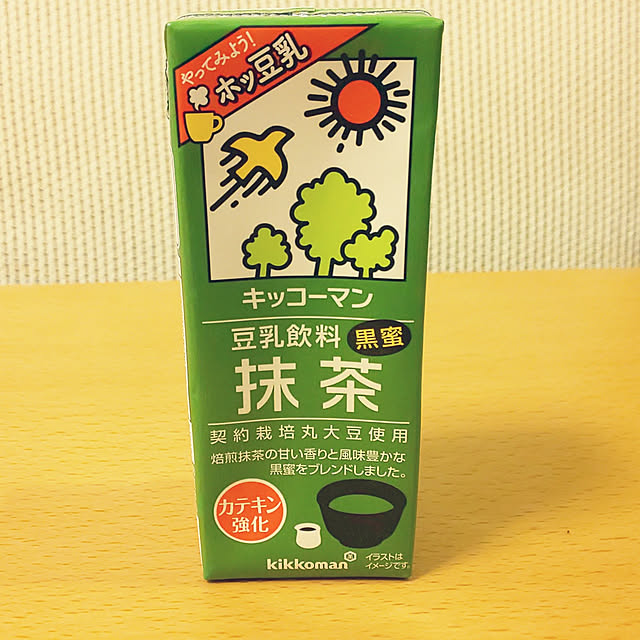 やってみよう!
ホッ豆乳
キッコーマン
豆乳飲料 黒蜜
抹茶
契約栽培丸大豆使用
焙煎抹茶の甘い香りと風味豊かな
黒蜜をブレンドしました。
カテキン
強化
kikkoman
イラストは
イメージです。